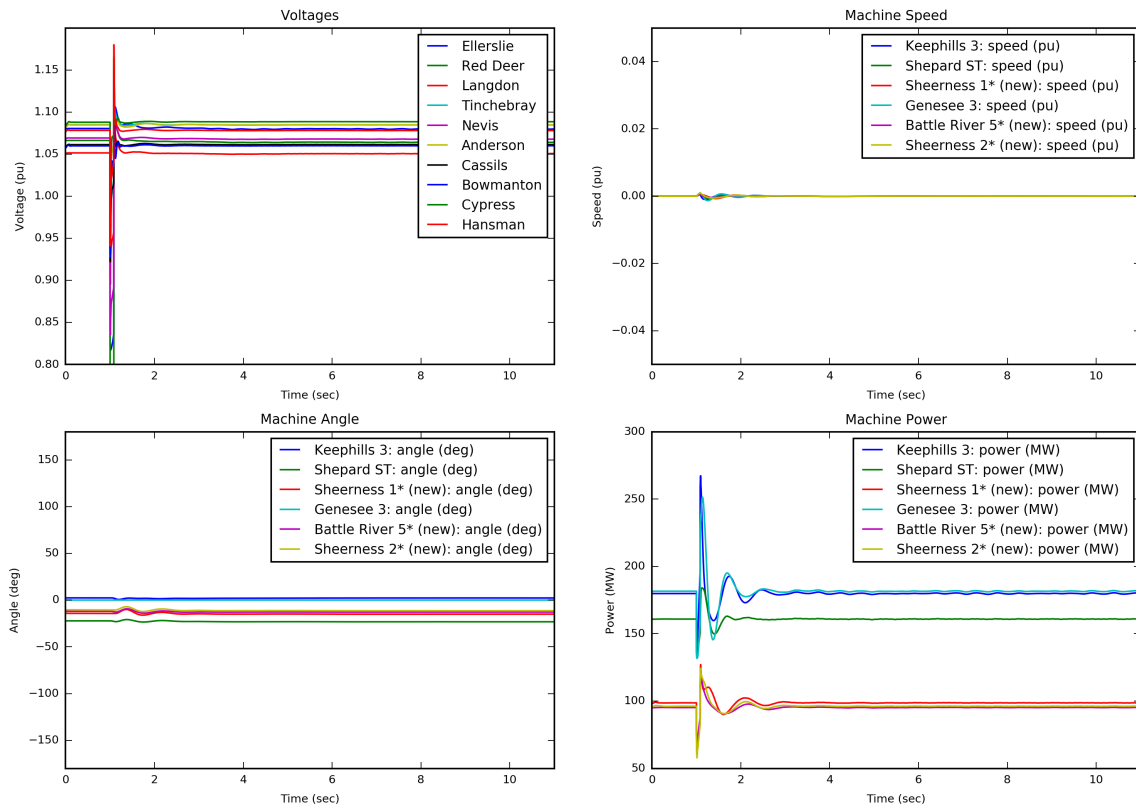 Voltages
1.15
1.10
1.05
1.00
0.95
0.90
0.85
0.80
Voltage (pu)
Ellerslie
Red Deer
Langdon
Tinchebray
Nevis
Anderson
Cassils
Bowmanton
Cypress
Hansman
0 2 4 6 8 10
Time (sec)
Machine Speed
0.04
0.02
0.00
−0.02
−0.04
Speed (pu)
Keephills 3: speed (pu)
Shepard ST: speed (pu)
Sheerness 1* (new): speed (pu)
Genesee 3: speed (pu)
Battle River 5* (new): speed (pu)
Sheerness 2* (new): speed (pu)
0 2 4 6 8 10
Time (sec)
Machine Angle
150
100
50
0
−50
−100
−150
Angle (deg)
Keephills 3: angle (deg)
Shepard ST: angle (deg)
Sheerness 1* (new): angle (deg)
Genesee 3: angle (deg)
Battle River 5* (new): angle (deg)
Sheerness 2* (new): angle (deg)
0 2 4 6 8 10
Time (sec)
Machine Power
300
250
200
150
100
50
Power (MW)
Keephills 3: power (MW)
Shepard ST: power (MW)
Sheerness 1* (new): power (MW)
Genesee 3: power (MW)
Battle River 5* (new): power (MW)
Sheerness 2* (new): power (MW)
0 2 4 6 8 10
Time (sec)